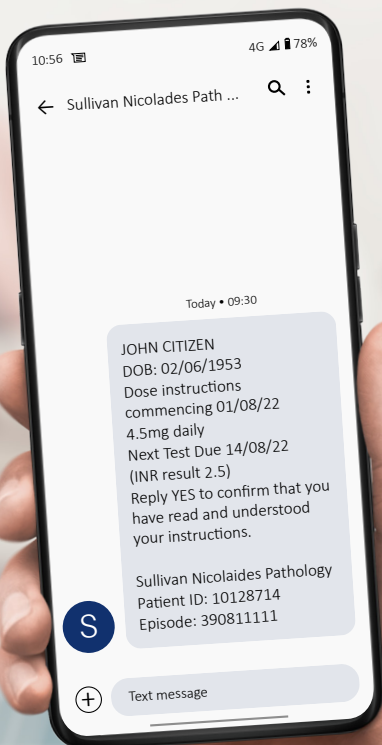 10:56
4G 78%
Sullivan Nicolades Path ...
Today • 09:30
JOHN CITIZEN
DOB: 02/06/1953
Dose instructions
commencing 01/08/22
4.5mg daily
Next Test Due 14/08/22
(INR result 2.5)
Reply YES to confirm that you
have read and understood
your instructions.
Sullivan Nicolaides Pathology
Patient ID: 10128714
Episode: 390811111
S
Text message